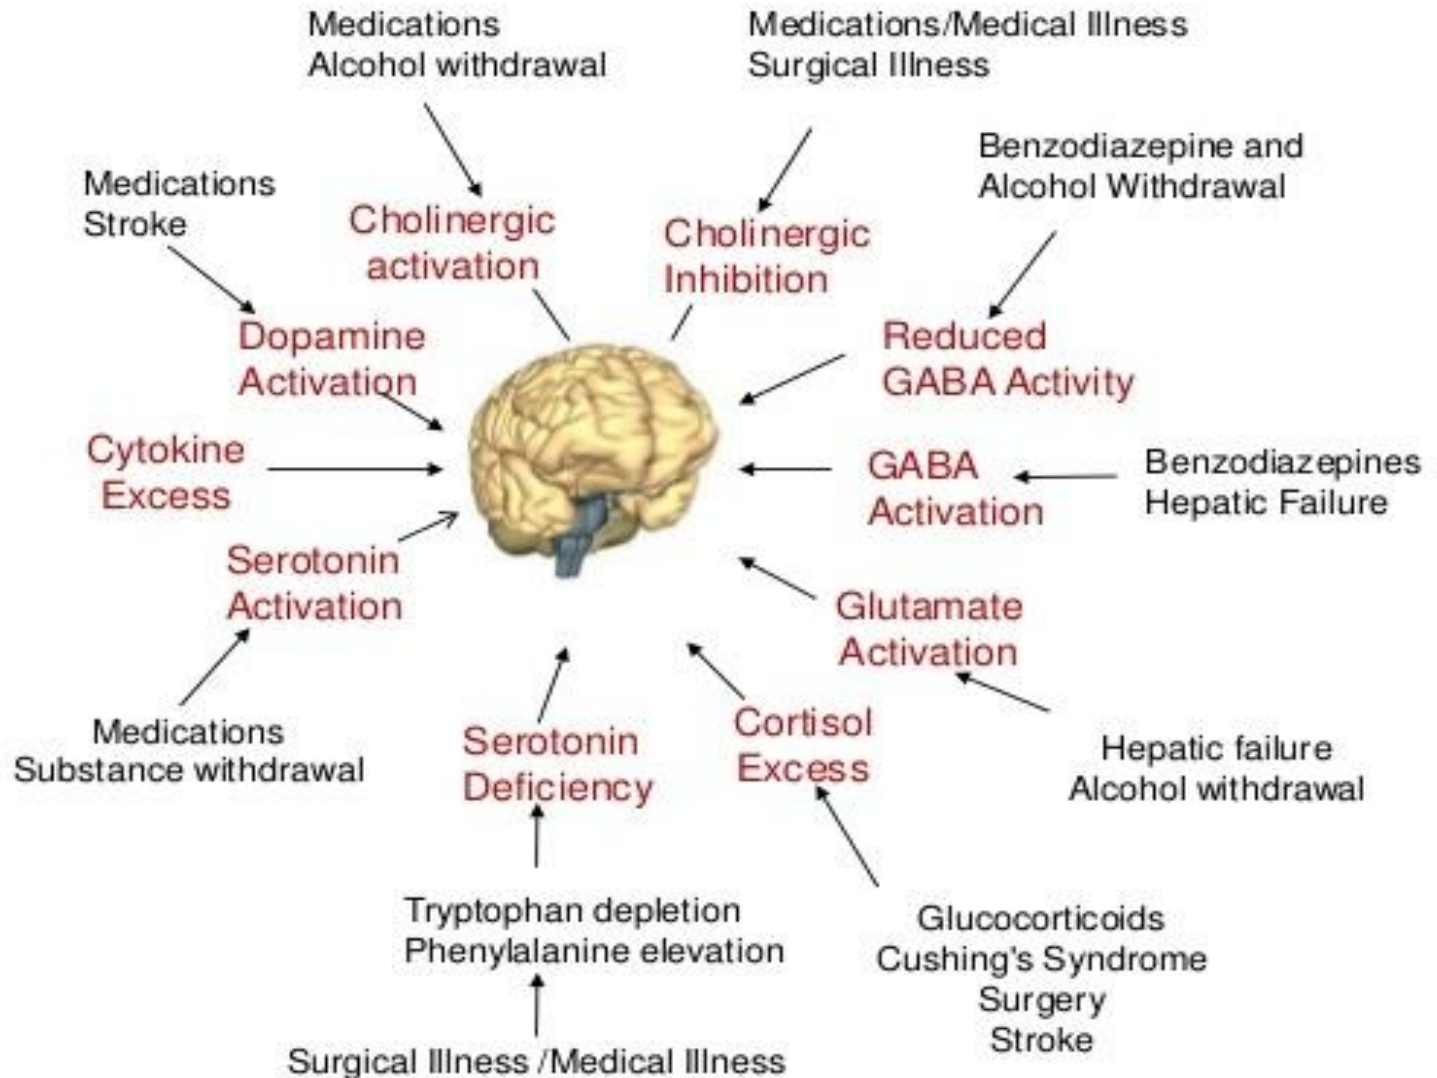 Medications
Alcohol withdrawal
Medications/Medical Illness
Surgical Illness
Benzodiazepine and
Alcohol Withdrawal
Medications
Stroke
Cholinergic
activation
Cholinergic
Inhibition
Dopamine
Activation
Reduced
GABA Activity
Cytokine
Excess
GABA
Activation
Benzodiazepines
Hepatic Failure
Serotonin
Activation
Glutamate
Activation
Medications
Substance withdrawal
Serotonin
Deficiency
Cortisol
Excess
Hepatic failure
Alcohol withdrawal
Tryptophan depletion
Phenylalanine elevation
Glucocorticoids
Cushing's Syndrome
Surgery
Stroke
Surgical Illness /Medical Illness